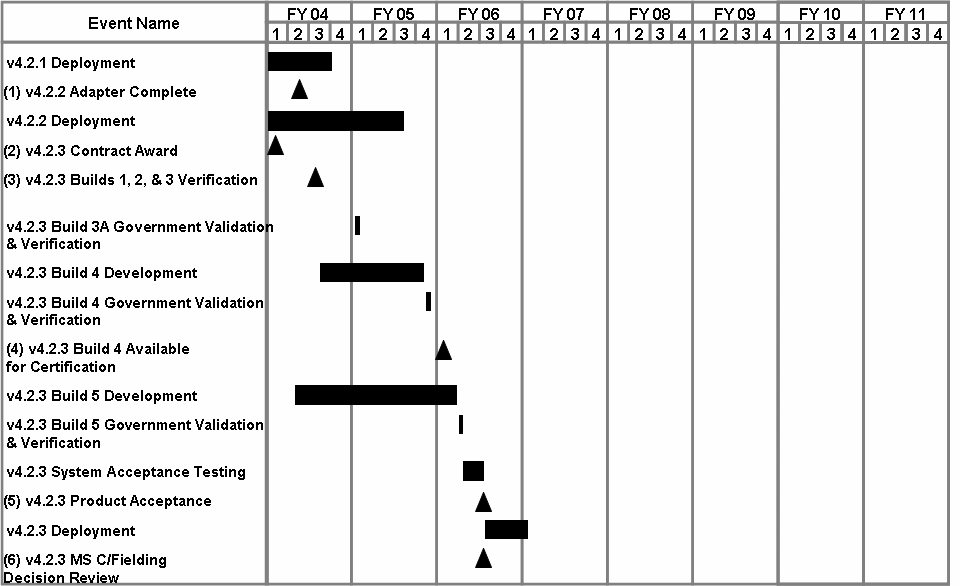 Event Name FY 04 FY 05 FY 06 FY 07 FY 08 FY 09 FY 10 FY 11
1 2 3 4 1 2 3 4 1 2 3 4 1 2 3 4 1 2 3 4 1 2 3 4 1 2 3 4 1 2 3 4
v4.2.1 Deployment
(1) v4.2.2 Adapter Complete
v4.2.2 Deployment
(2) v4.2.3 Contract Award
(3) v4.2.3 Builds 1, 2, & 3 Verification
v4.2.3 Build 3A Government Validation
& Verification
v4.2.3 Build 4 Development
v4.2.3 Build 4 Government Validation
& Verification
(4) v4.2.3 Build 4 Available
for Certification
v4.2.3 Build 5 Development
v4.2.3 Build 5 Government Validation
& Verification
v4.2.3 System Acceptance Testing
(5) v4.2.3 Product Acceptance
v4.2.3 Deployment
(6) v4.2.3 MS C/Fielding
Decision Review